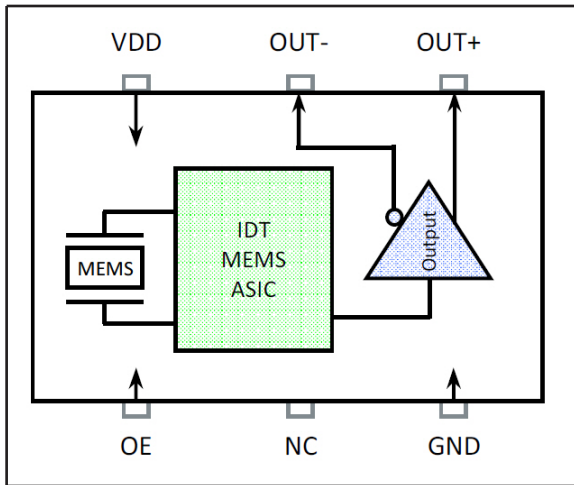 VDD
OUT-
OUT+
IDT
MEMS
ASIC
MEMS
Output
OE
NC
GND